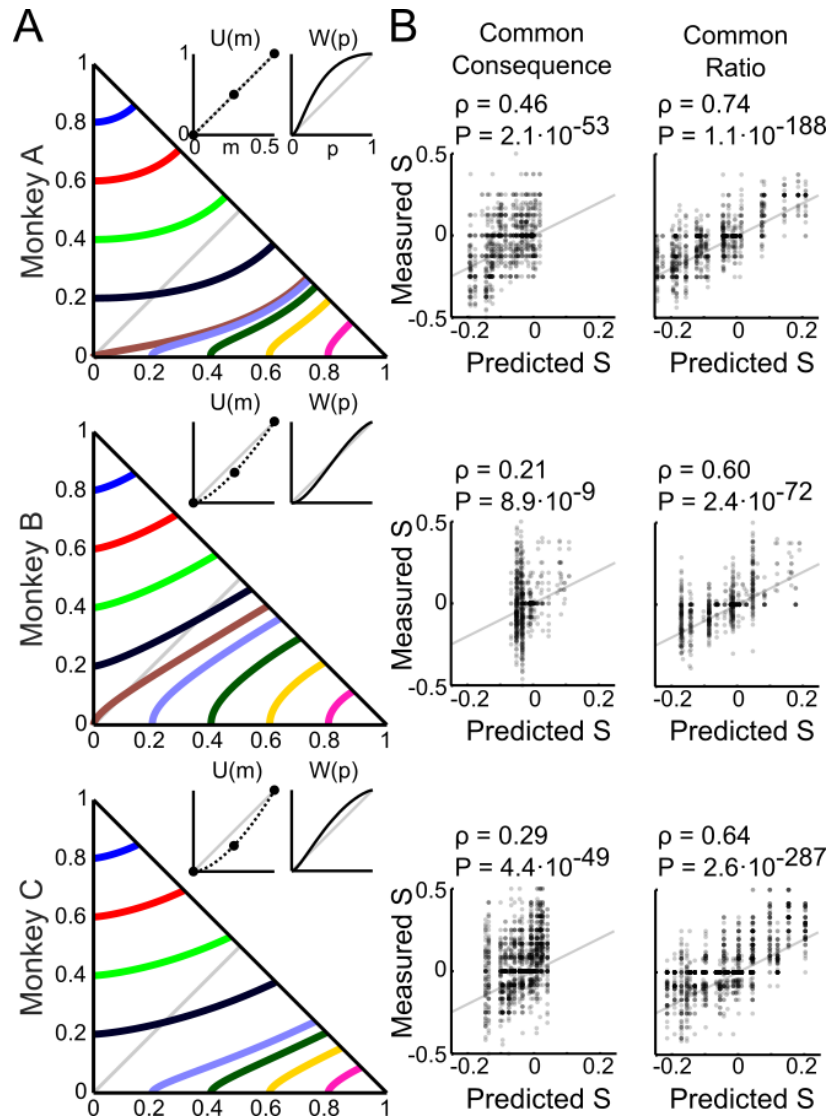 A
B
U(m)
W(p)
Common
Consequence
Common
Ratio
Monkey A
1
0.8
0.6
0.4
0.2
0
0 0.2 0.4 0.6 0.8 1
1
0
0 m 0.5
0 p 1
ρ = 0.46
P = 2.1·10-53
ρ = 0.74
P = 1.1·10-188
Measured S
0.5
0
-0.5
-0.2 0 0.2
Predicted S
-0.2 0 0.2
Predicted S
Monkey B
U(m)
W(p)
1
0.8
0.6
0.4
0.2
0
0 0.2 0.4 0.6 0.8 1
ρ = 0.21
P = 8.9·10-9
ρ = 0.60
P = 2.4·10-72
Measured S
0.5
0
-0.5
-0.2 0 0.2
Predicted S
-0.2 0 0.2
Predicted S
Monkey C
U(m)
W(p)
1
0.8
0.6
0.4
0.2
0
0 0.2 0.4 0.6 0.8 1
ρ = 0.29
P = 4.4·10-49
ρ = 0.64
P = 2.6·10-287
Measured S
0.5
0
-0.5
-0.2 0 0.2
Predicted S
-0.2 0 0.2
Predicted S